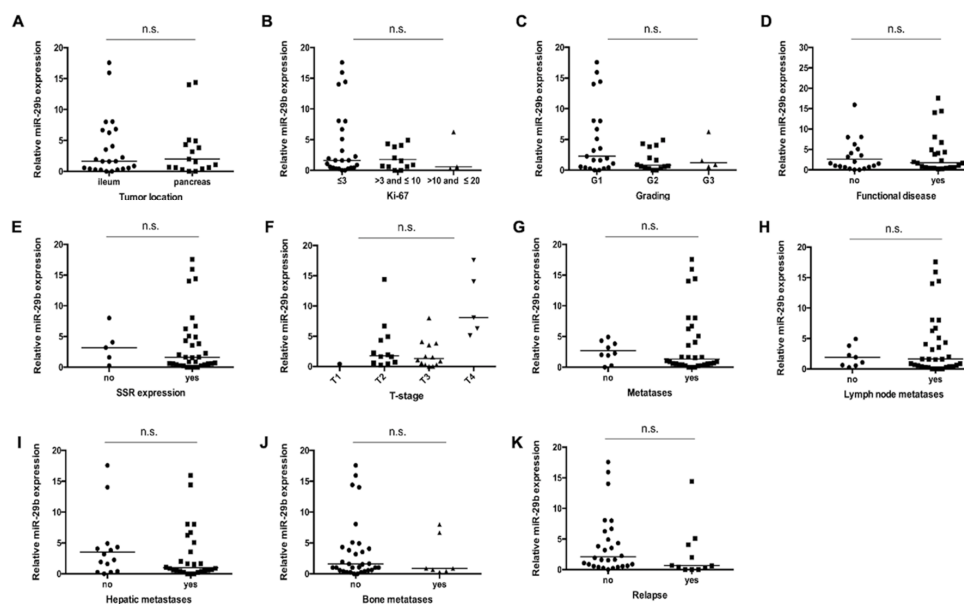 A
n.s.
Relative miR-29b expression
20
15
10
5
0
ileum pancreas
Tumor location
B
n.s.
Relative miR-29b expression
20
15
10
5
0
≤3 >3 and ≤ 10 >10 and ≤ 20
Ki-67
C
n.s.
Relative miR-29b expression
20
15
10
5
0
G1 G2 G3
Grading
D
n.s.
Relative miR-29b expression
30
25
20
15
10
5
0
no yes
Functional disease
E
n.s.
Relative miR-29b expression
20
15
10
5
0
no yes
SSR expression
F
n.s.
Relative miR-29b expression
20
15
10
5
0
T1 T2 T3 T4
T-stage
G
n.s.
Relative miR-29b expression
20
15
10
5
0
no yes
Metatases
H
n.s.
Relative miR-29b expression
20
15
10
5
0
no yes
Lymph node metatases
I
n.s.
Relative miR-29b expression
20
15
10
5
0
no yes
Hepatic metastases
J
n.s.
Relative miR-29b expression
20
15
10
5
0
no yes
Bone metatases
K
n.s.
Relative miR-29b expression
20
15
10
5
0
no yes
Relapse